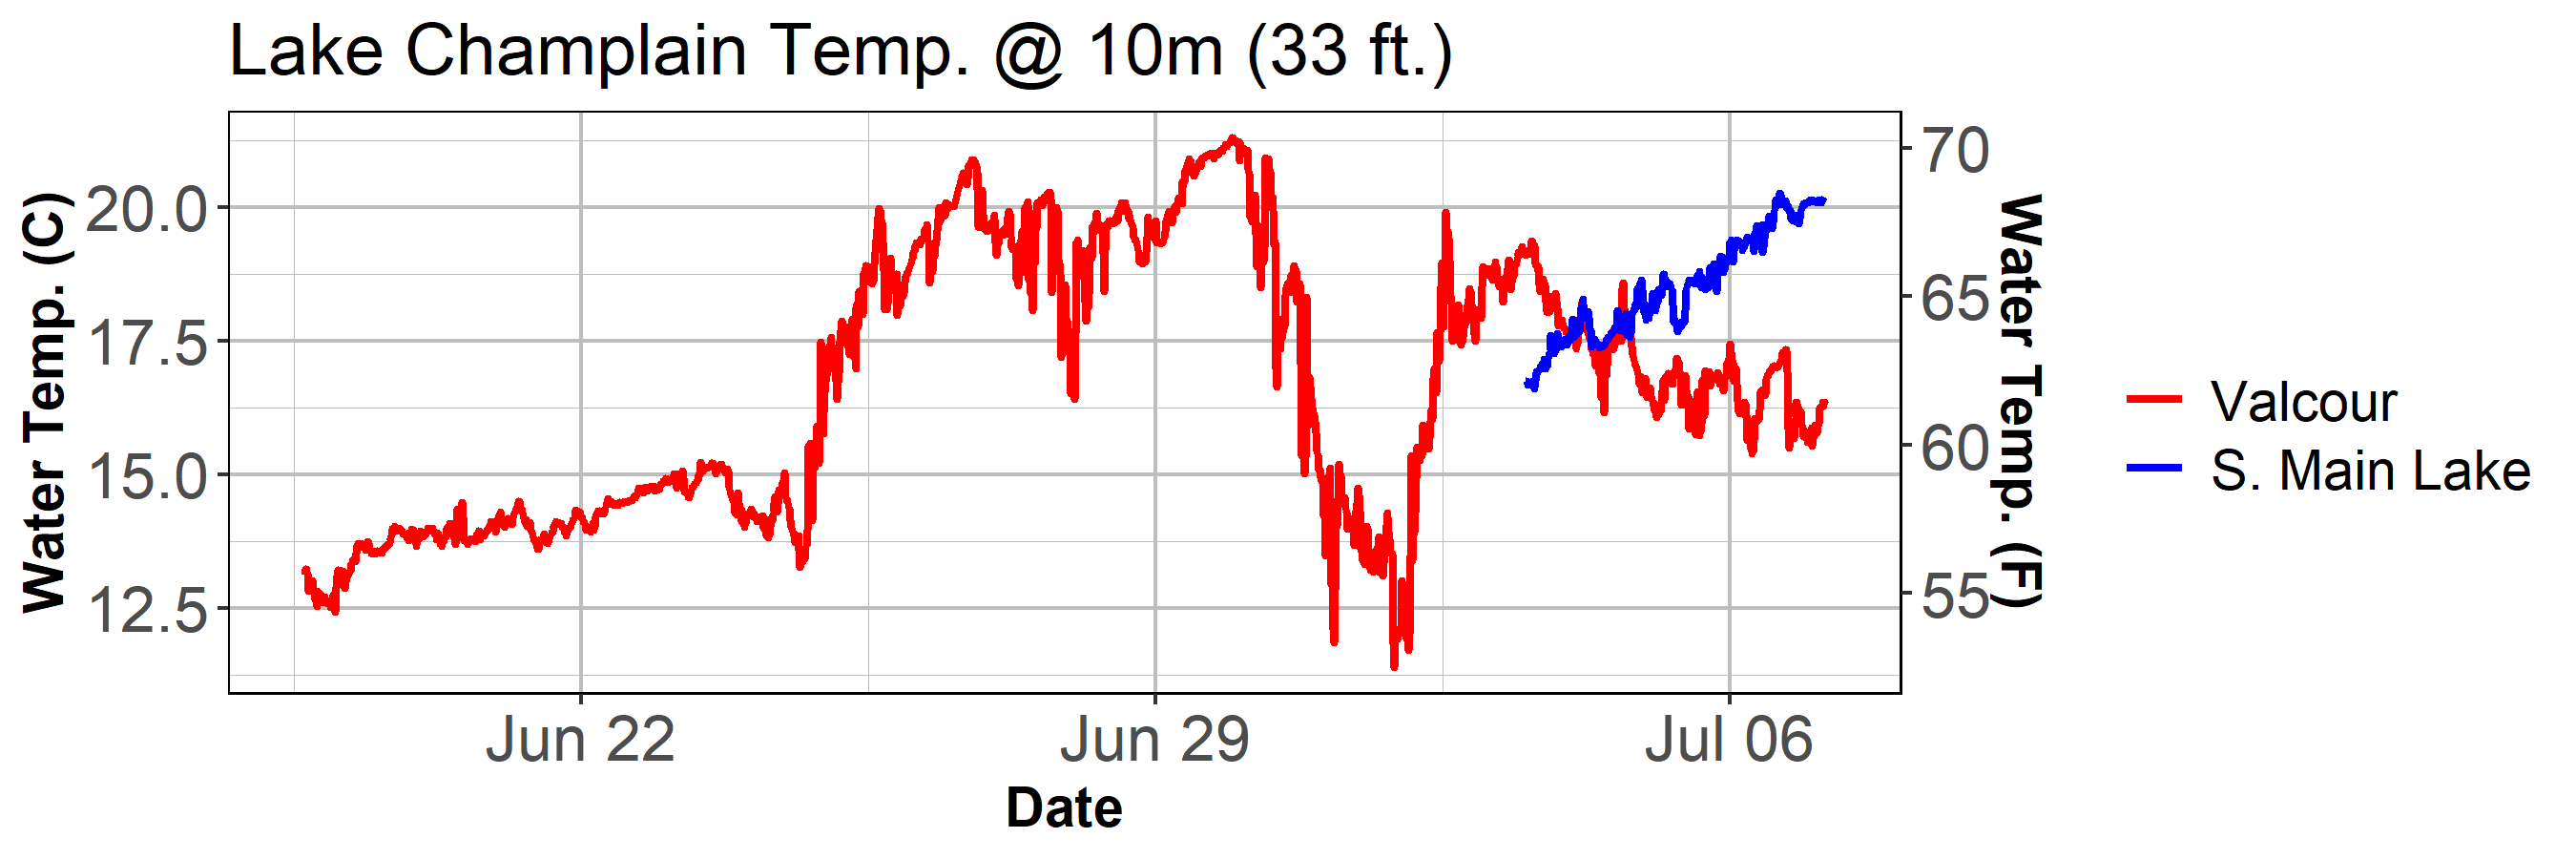 Lake Champlain Temp. @ 10m (33 ft.)
Water Temp. (C)
20.0
17.5
15.0
12.5
70
65
60
55
Water Temp. (F)
Jun 22
Jun 29
Jul 06
Date
Valcour
S. Main Lake